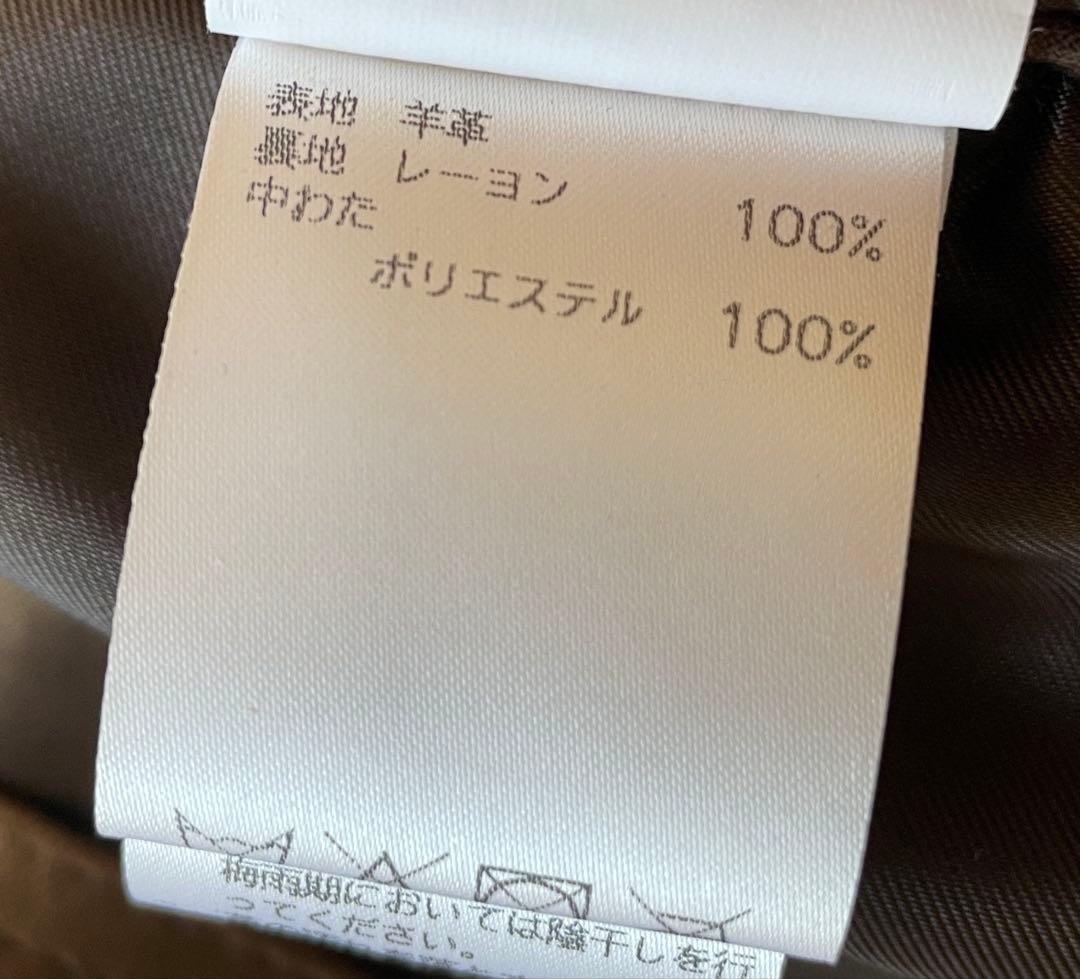 表地 羊革
裏地 レーヨン 100%
中わた
ポリエステル 100%
梅雨期においては陰干しを行
ってください。